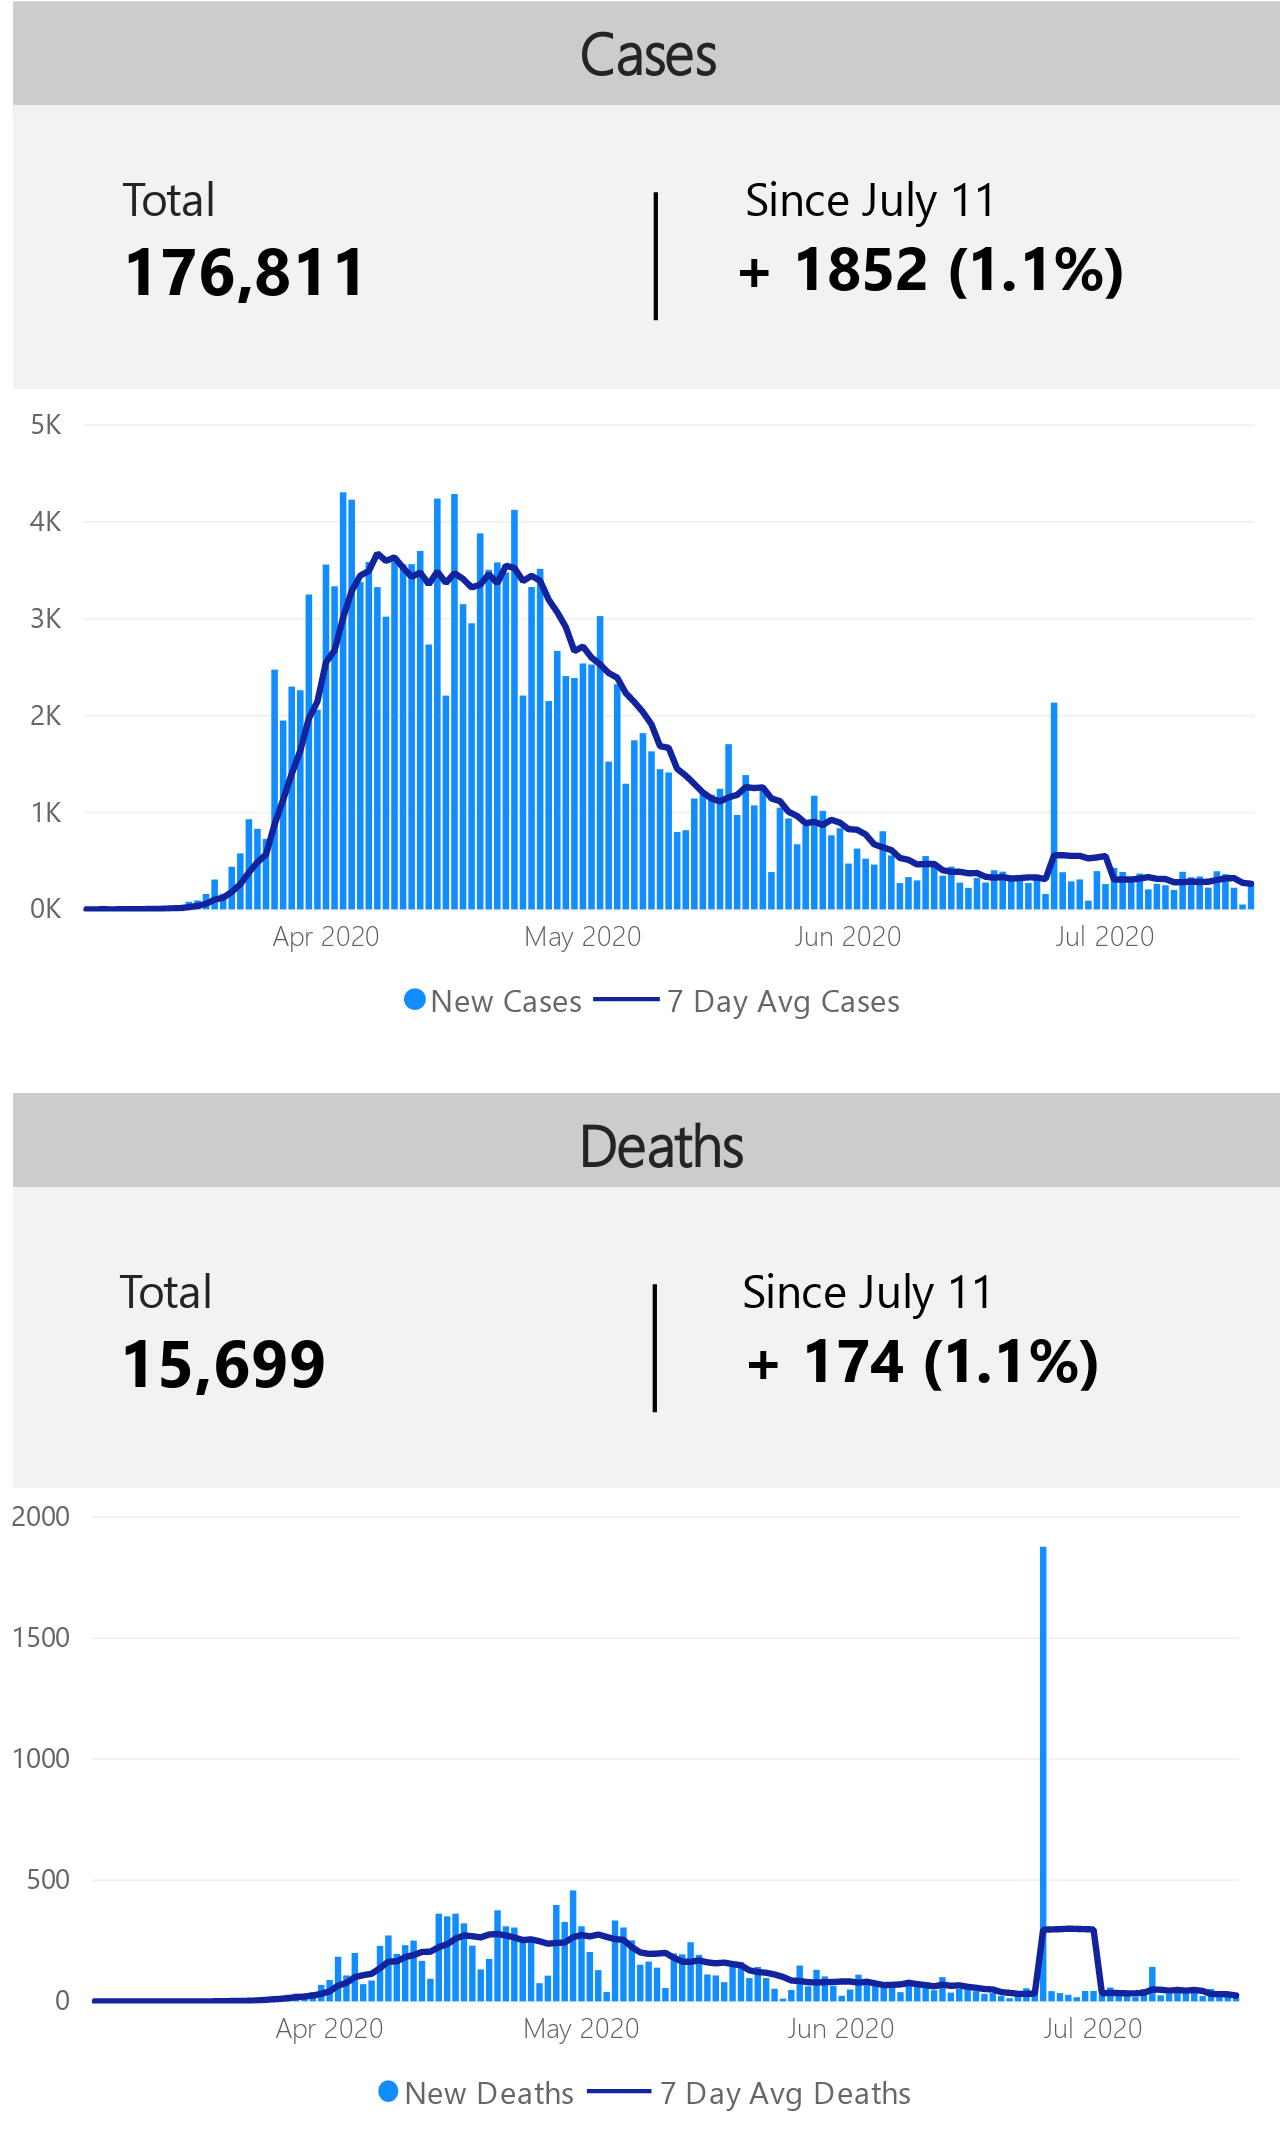 Cases
Total
Since July 11
176,811
+ 1852 (1.1%)
5K
4K
3K
2K
1K
0K
Apr 2020
May 2020
Jun 2020
Jul 2020
New Cases
7 Day Avg Cases
Deaths
Total
Since July 11
15,699
+ 174 (1.1%)
2000
1500
1000
500
0
Apr 2020
May 2020
Jun 2020
Jul 2020
New Deaths
7 Day Avg Deaths